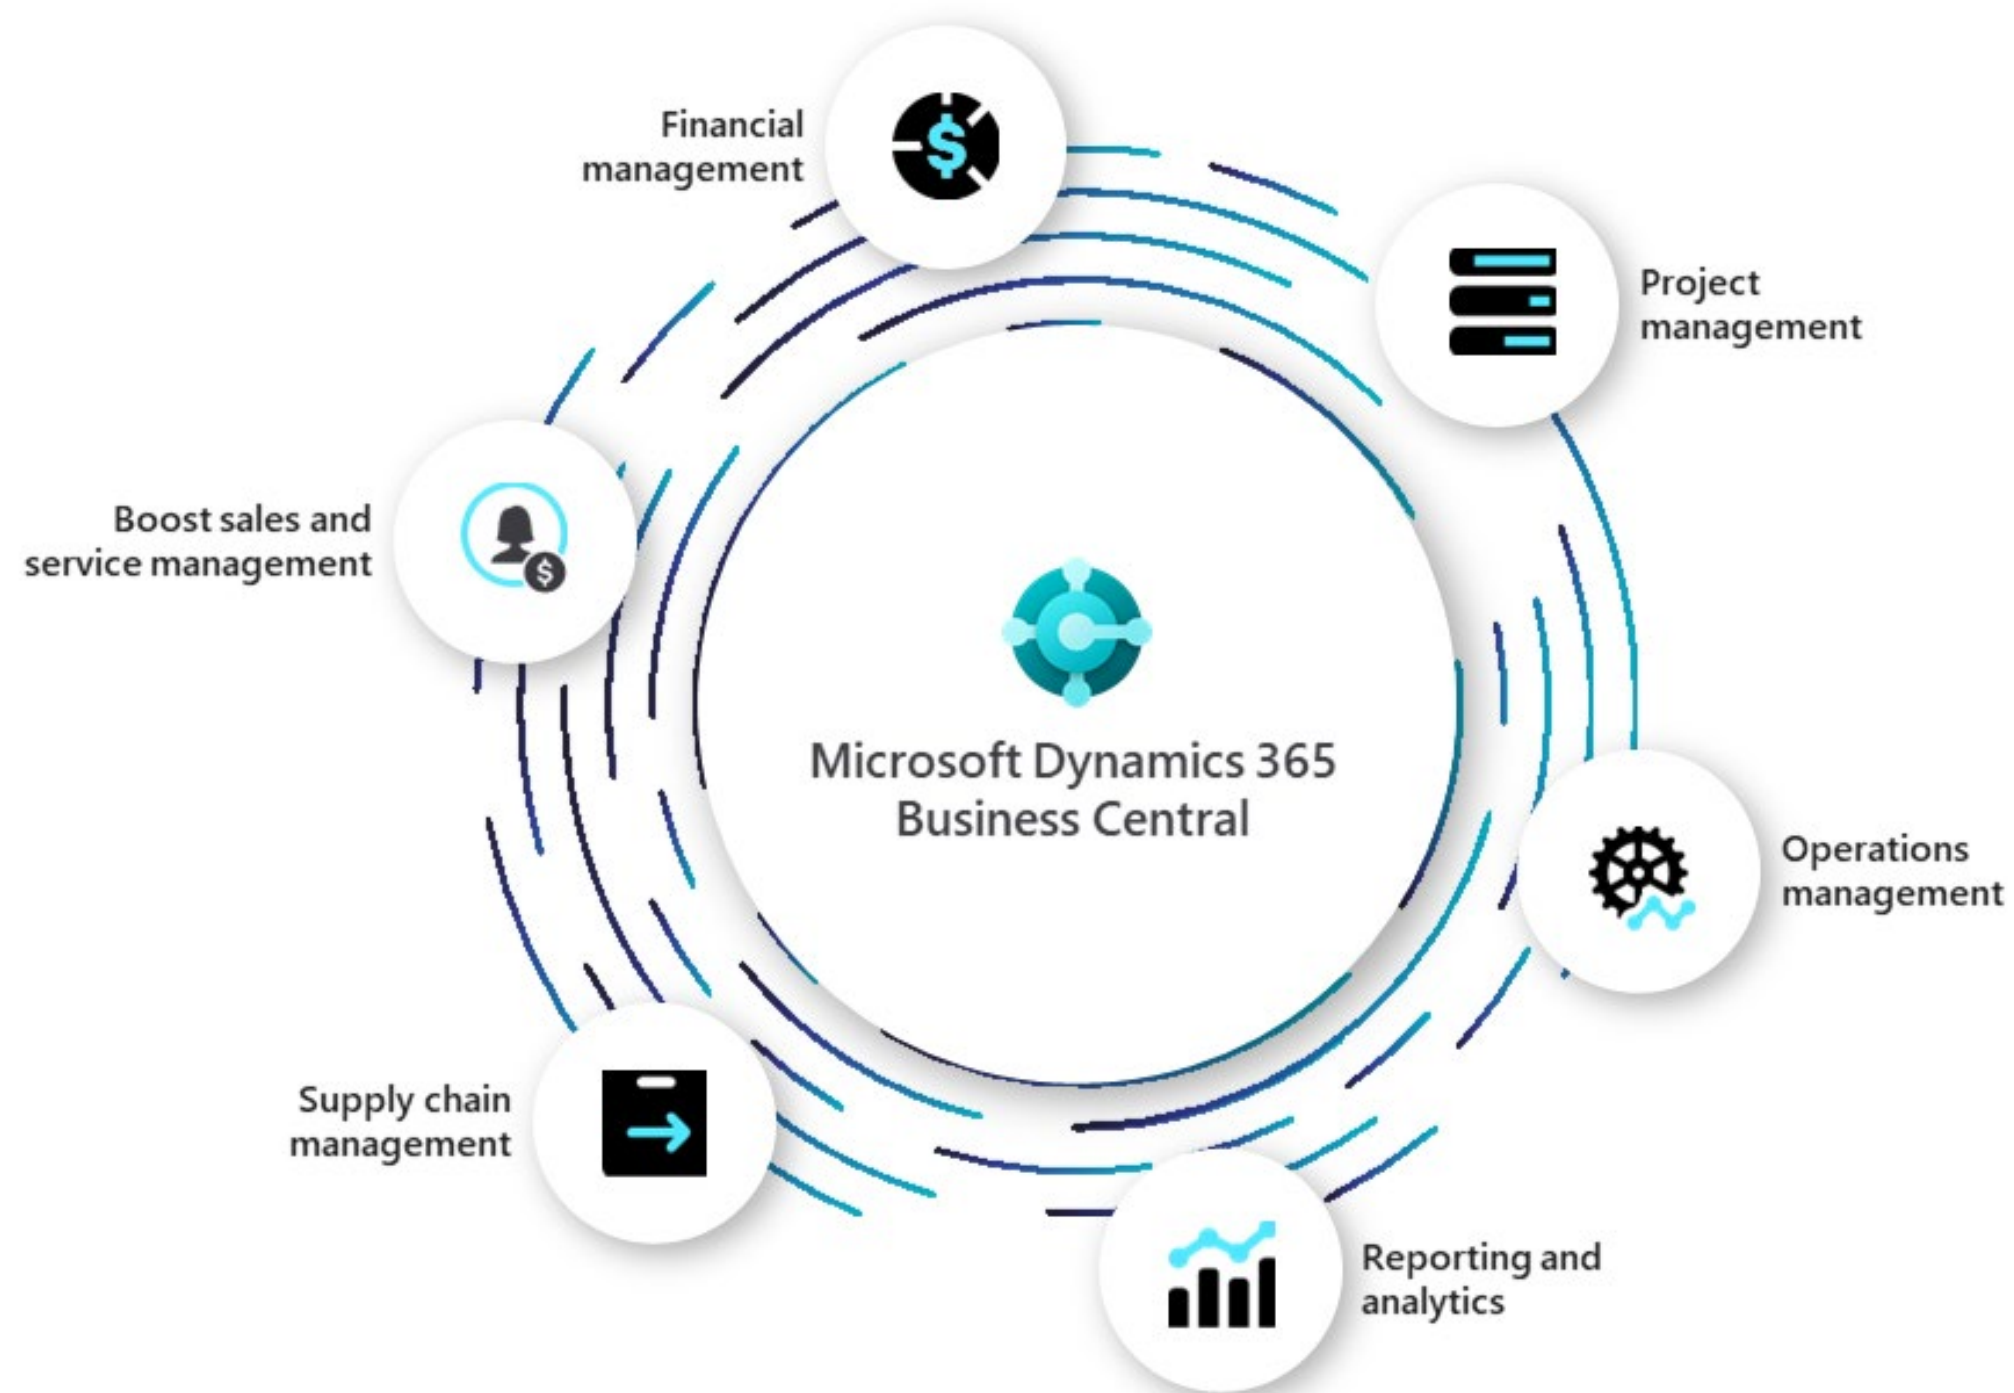 Financial
management
Project
management
Boost sales and
service management
Microsoft Dynamics 365
Business Central
Operations
management
Supply chain
management
Reporting and
analytics